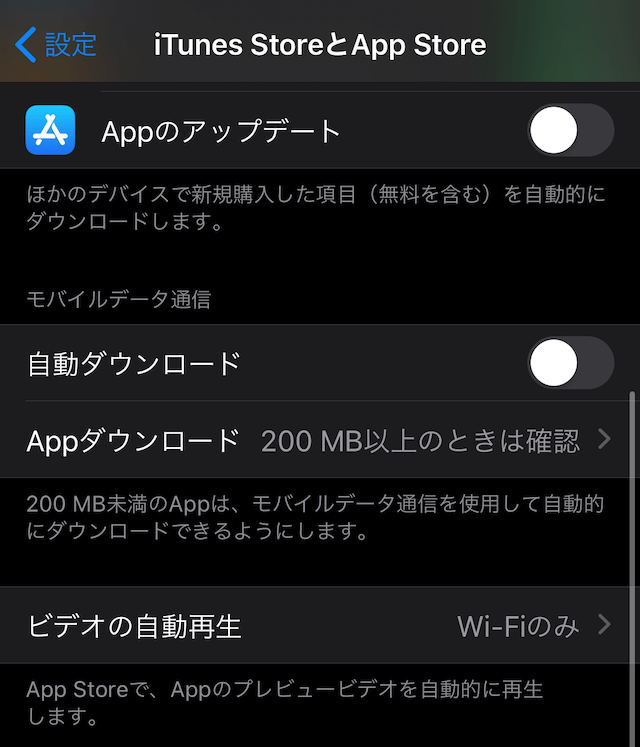 設定 iTunes StoreとApp Store
Appのアップデート
ほかのデバイスで新規購入した項目（無料を含む）を自動的に
ダウンロードします。
モバイルデータ通信
自動ダウンロード
Appダウンロード 200 MB以上のときは確認
200 MB未満のAppは、モバイルデータ通信を使用して自動的
にダウンロードできるようにします。
ビデオの自動再生 Wi-Fiのみ
App Storeで、Appのプレビュービデオを自動的に再生
します。